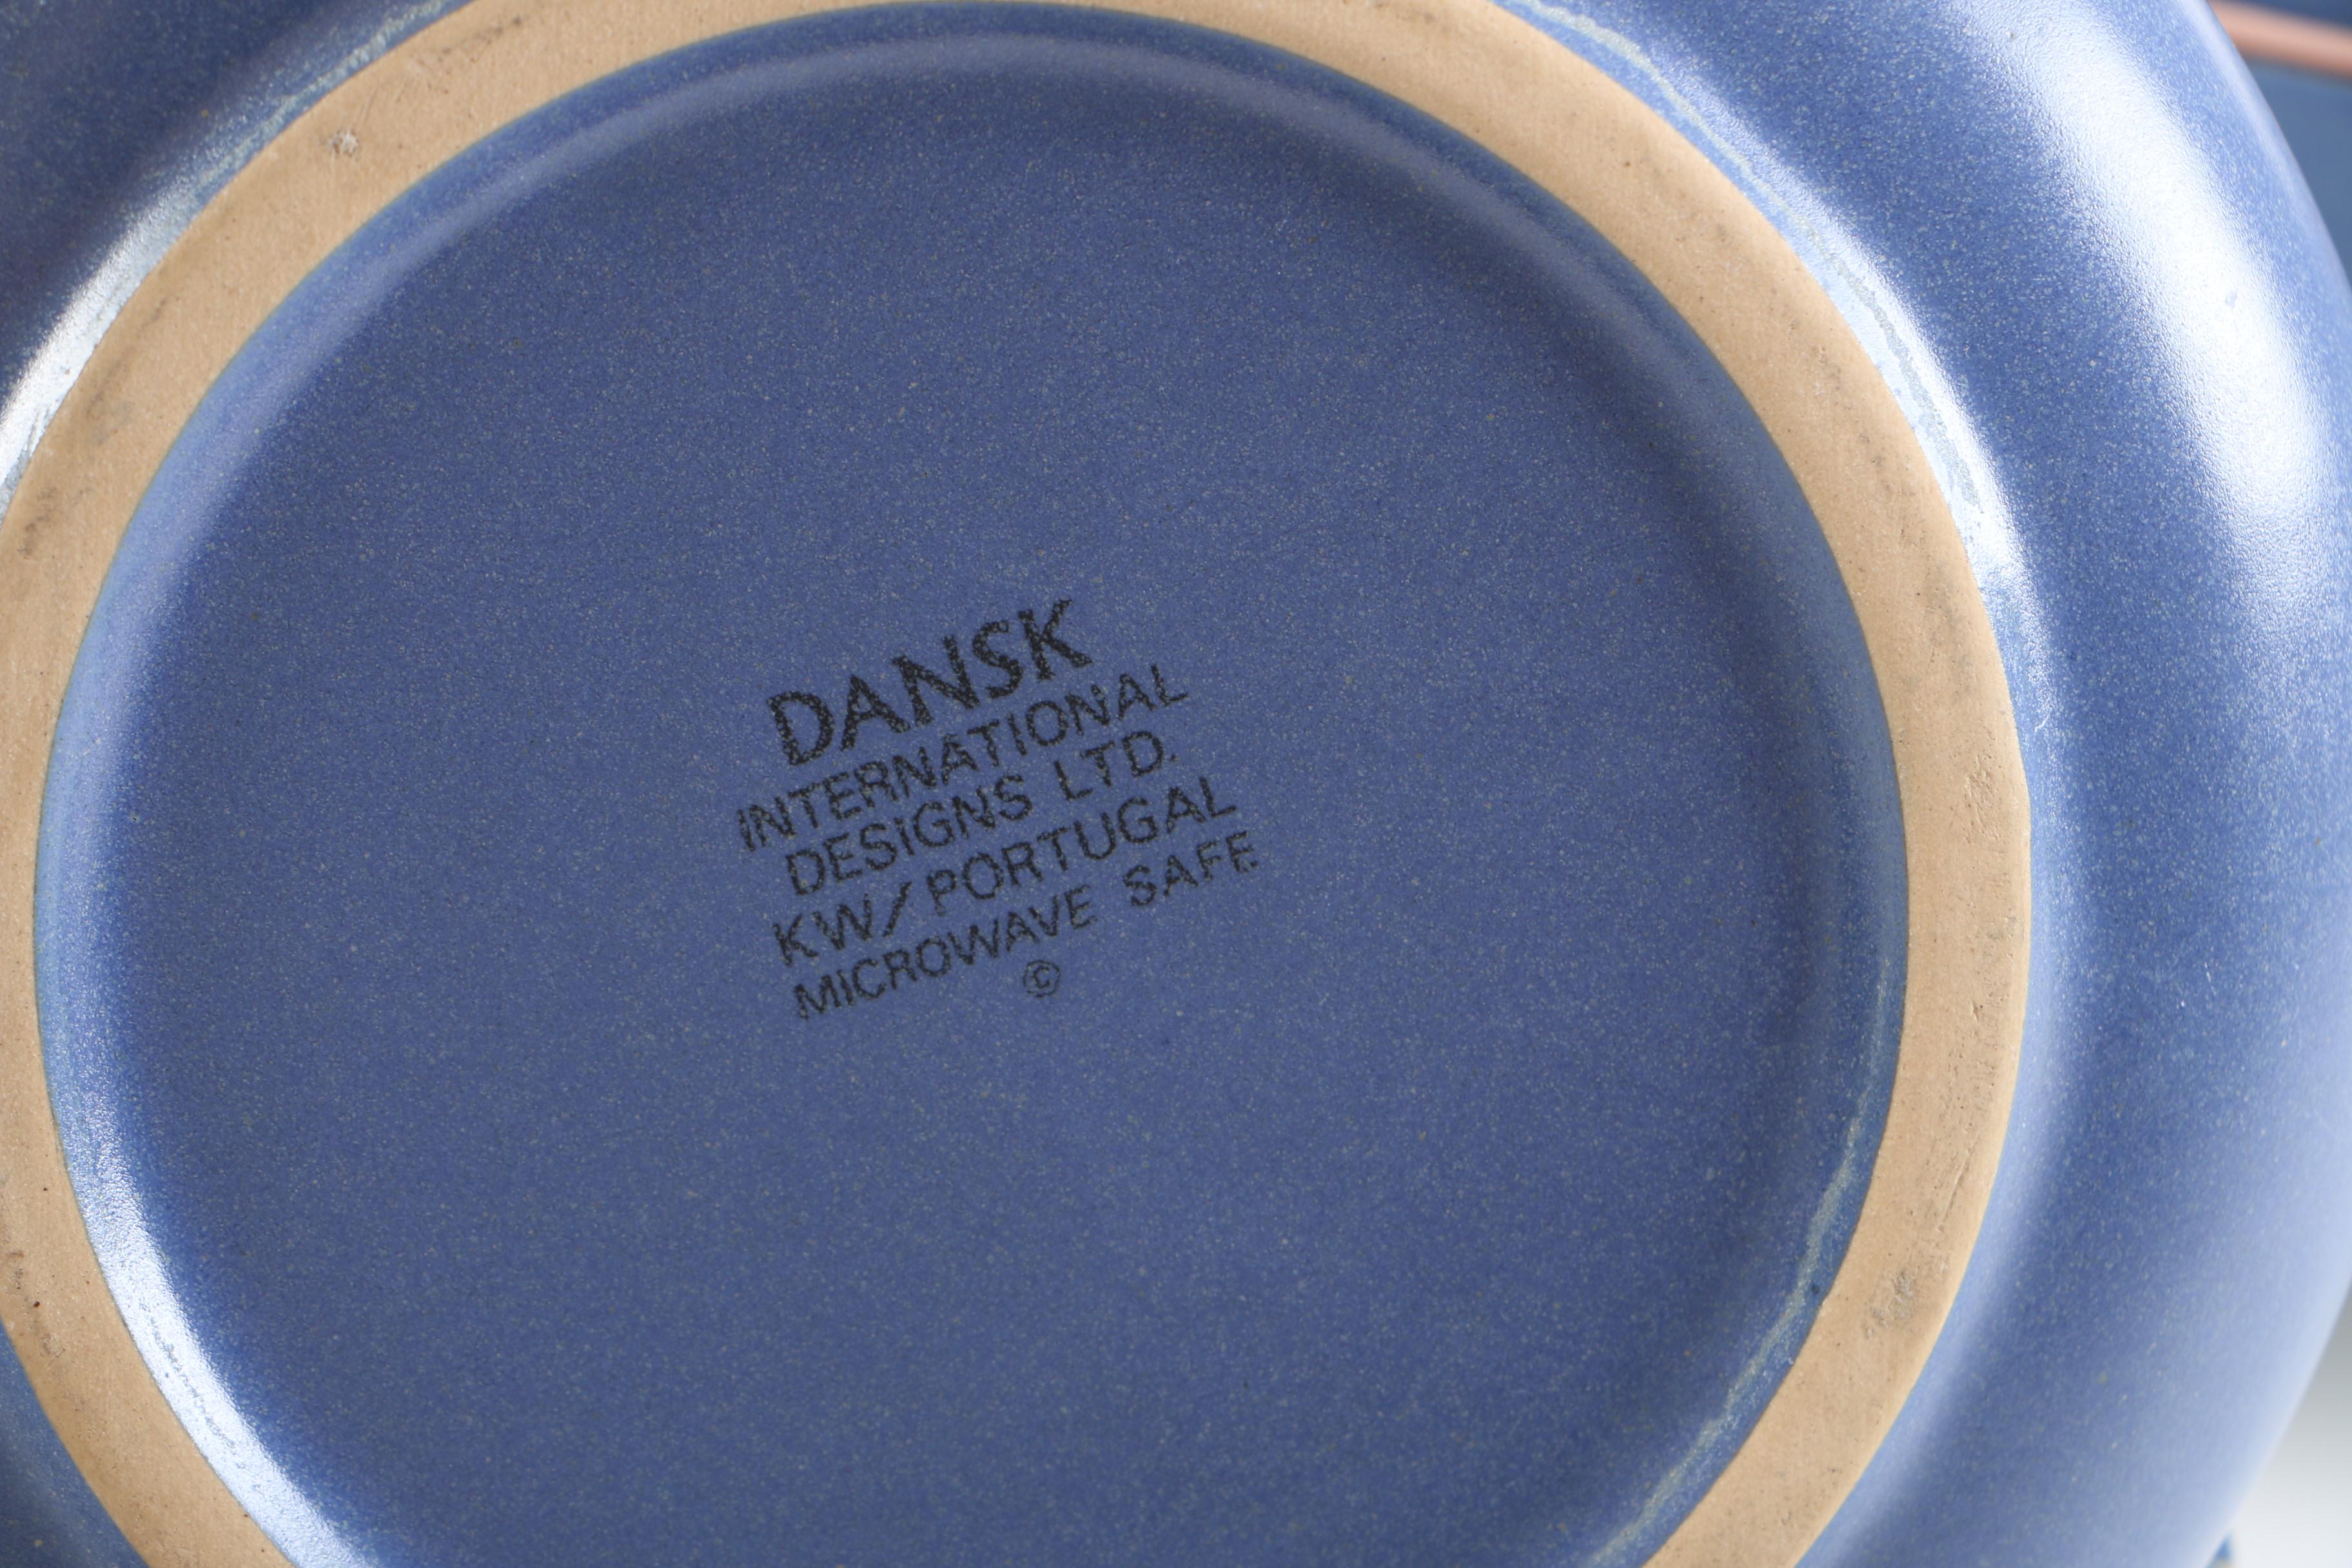 DANSK
INTERNATIONAL
DESIGNS LTD.
KW/PORTUGAL
MICROWAVE SAFE
©